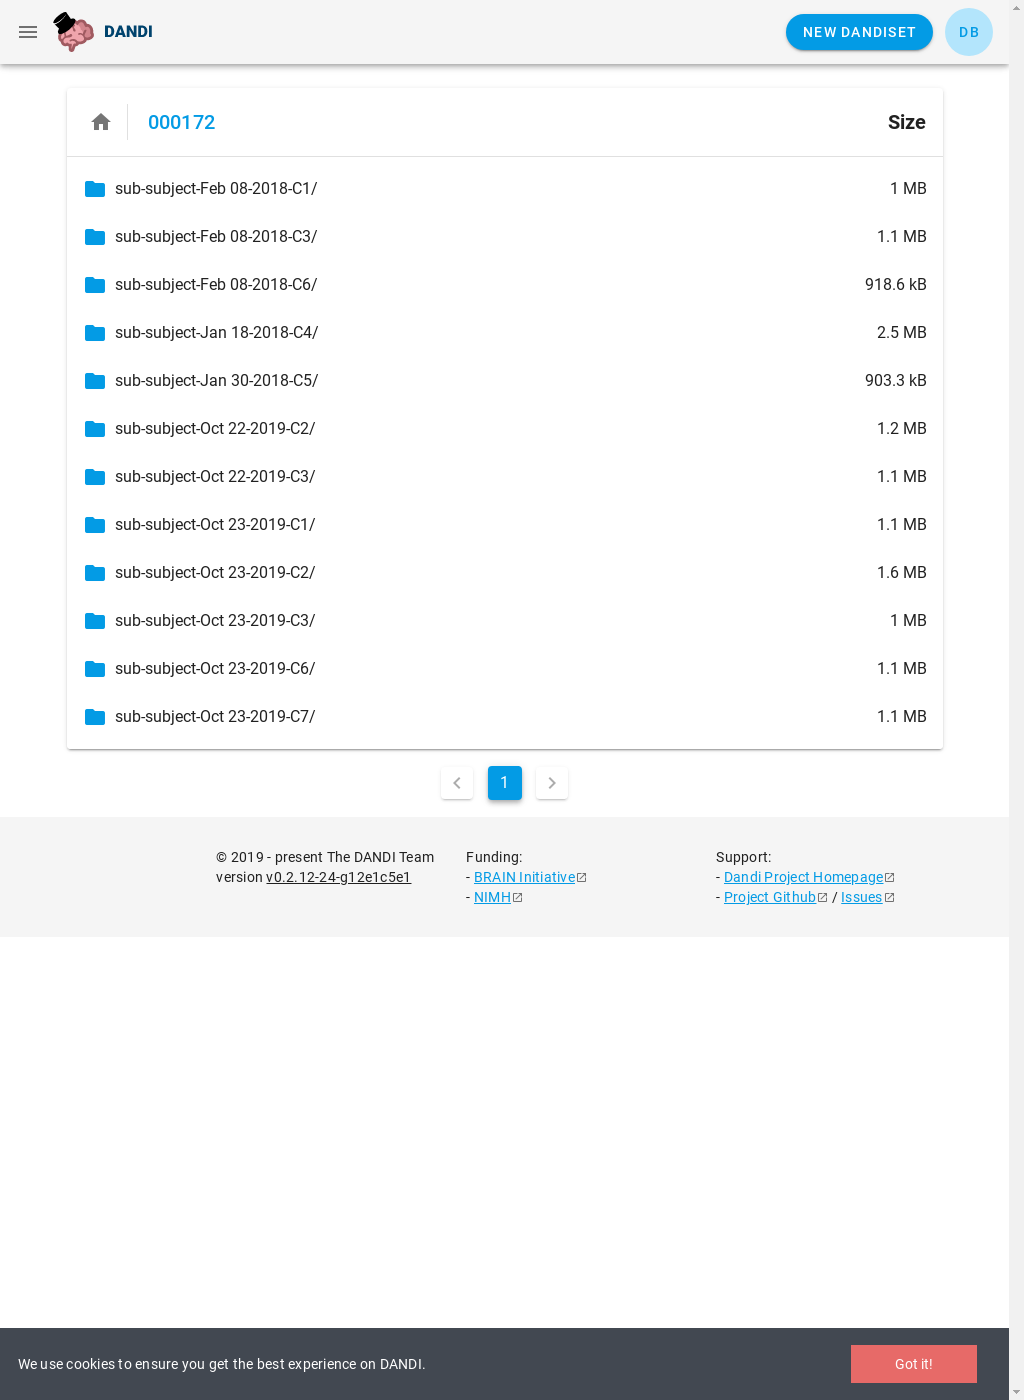 DANDI
NEW DANDISET
DB
000172
Size
sub-subject-Feb 08-2018-C1/ 1 MB
sub-subject-Feb 08-2018-C3/ 1.1 MB
sub-subject-Feb 08-2018-C6/ 918.6 kB
sub-subject-Jan 18-2018-C4/ 2.5 MB
sub-subject-Jan 30-2018-C5/ 903.3 kB
sub-subject-Oct 22-2019-C2/ 1.2 MB
sub-subject-Oct 22-2019-C3/ 1.1 MB
sub-subject-Oct 23-2019-C1/ 1.1 MB
sub-subject-Oct 23-2019-C2/ 1.6 MB
sub-subject-Oct 23-2019-C3/ 1 MB
sub-subject-Oct 23-2019-C6/ 1.1 MB
sub-subject-Oct 23-2019-C7/ 1.1 MB
1
© 2019 - present The DANDI Team
version v0.2.12-24-g12e1c5e1
Funding:
- BRAIN Initiative
- NIMH
Support:
- Dandi Project Homepage
- Project Github / Issues
We use cookies to ensure you get the best experience on DANDI.
Got it!